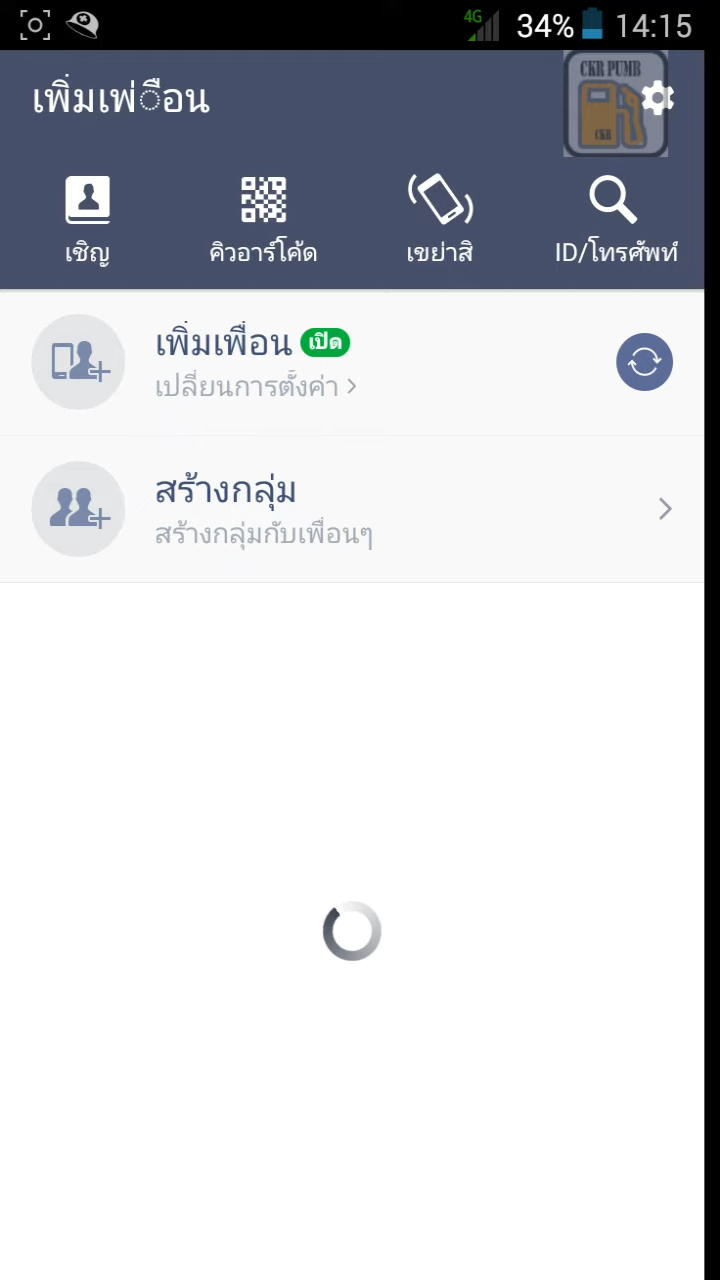 4G 34% 14:15
เพิ่มเพ่ือน
CKR PUMB
CKR
เชิญ คิวอาร์โค้ด เขย่าสิ ID/โทรศัพท์
เพิ่มเพื่อน เปิด
เปลี่ยนการตั้งค่า >
สร้างกลุ่ม
สร้างกลุ่มกับเพื่อนๆ